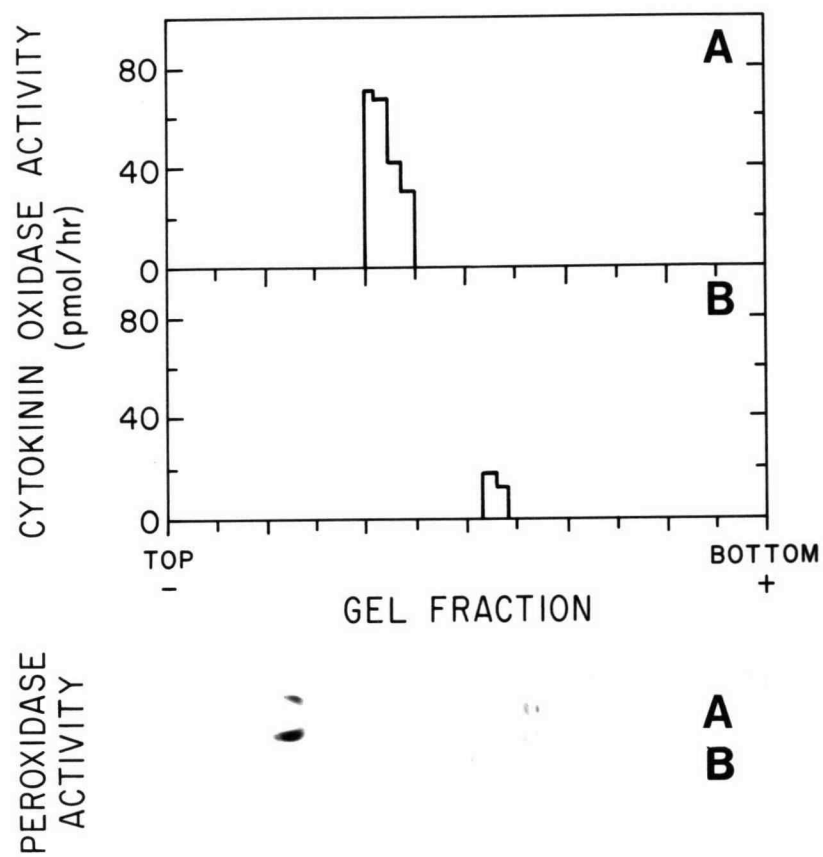 CYTOKININ OXIDASE ACTIVITY
(pmol/hr)
A
80
40
0
B
80
40
0
TOP
BOTTOM
−
+
GEL FRACTION
PEROXIDASE
ACTIVITY
A
B